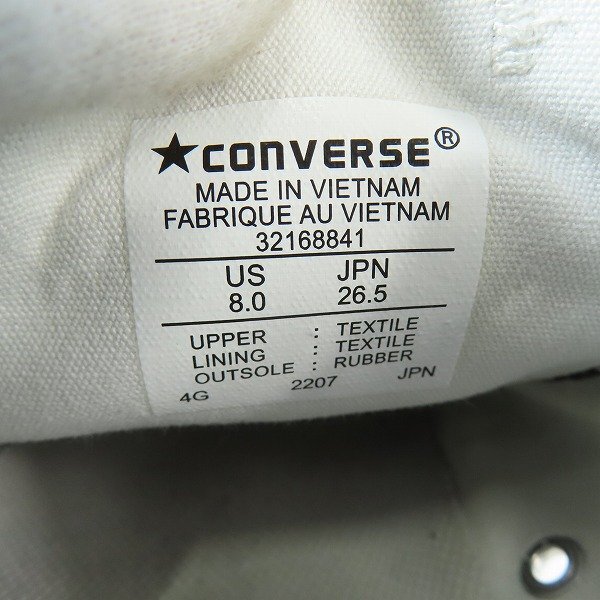 ★CONVERSE®
MADE IN VIETNAM
FABRIQUE AU VIETNAM
32168841
US JPN
8.0 26.5
UPPER : TEXTILE
LINING : TEXTILE
OUTSOLE : RUBBER
4G 2207 JPN